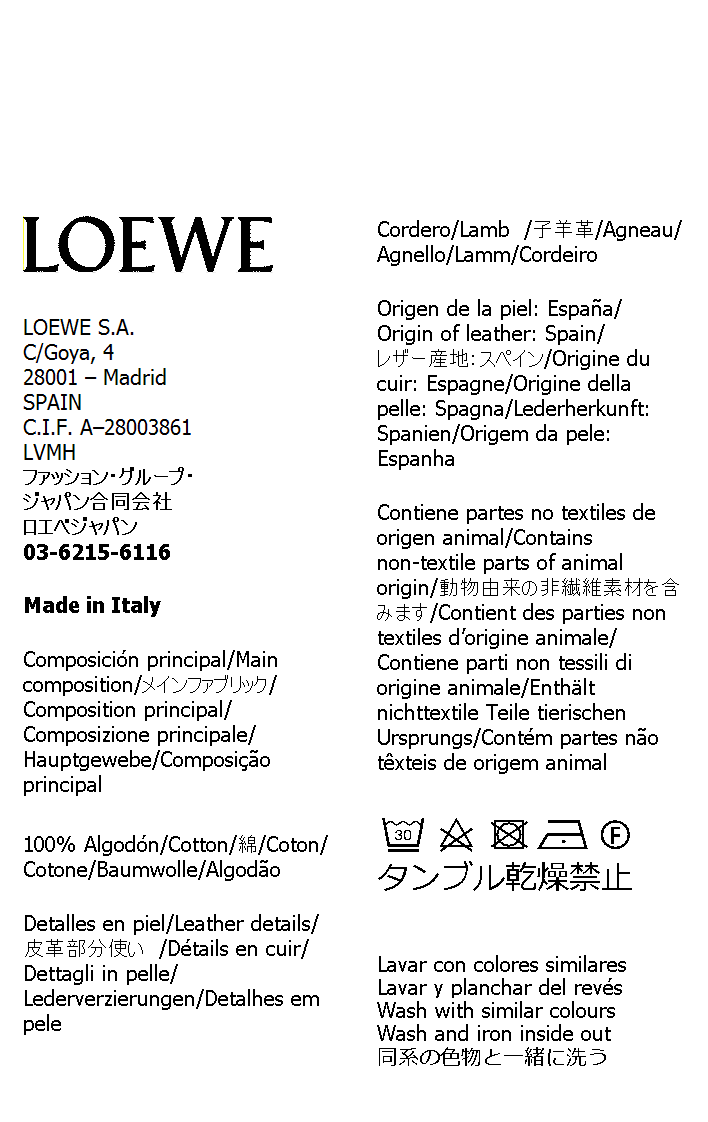 LOEWE
LOEWE S.A.
C/Goya, 4
28001 – Madrid
SPAIN
C.I.F. A–28003861
LVMH
ファッション・グループ・
ジャパン合同会社
ロエベジャパン
03-6215-6116
Made in Italy
Composición principal/Main
composition/メインファブリック/
Composition principal/
Composizione principale/
Hauptgewebe/Composição
principal
100% Algodón/Cotton/綿/Coton/
Cotone/Baumwolle/Algodão
Detalles en piel/Leather details/
皮革部分使い /Détails en cuir/
Dettagli in pelle/
Lederverzierungen/Detalhes em
pele
Cordero/Lamb /子羊革/Agneau/
Agnello/Lamm/Cordeiro
Origen de la piel: España/
Origin of leather: Spain/
レザー産地：スペイン/Origine du
cuir: Espagne/Origine della
pelle: Spagna/Lederherkunft:
Spanien/Origem da pele:
Espanha
Contiene partes no textiles de
origen animal/Contains
non-textile parts of animal
origin/動物由来の非繊維素材を含
みます/Contient des parties non
textiles d’origine animale/
Contiene parti non tessili di
origine animale/Enthält
nichttextile Teile tierischen
Ursprungs/Contém partes não
têxteis de origem animal
30 F
タンブル乾燥禁止
Lavar con colores similares
Lavar y planchar del revés
Wash with similar colours
Wash and iron inside out
同系の色物と一緒に洗う